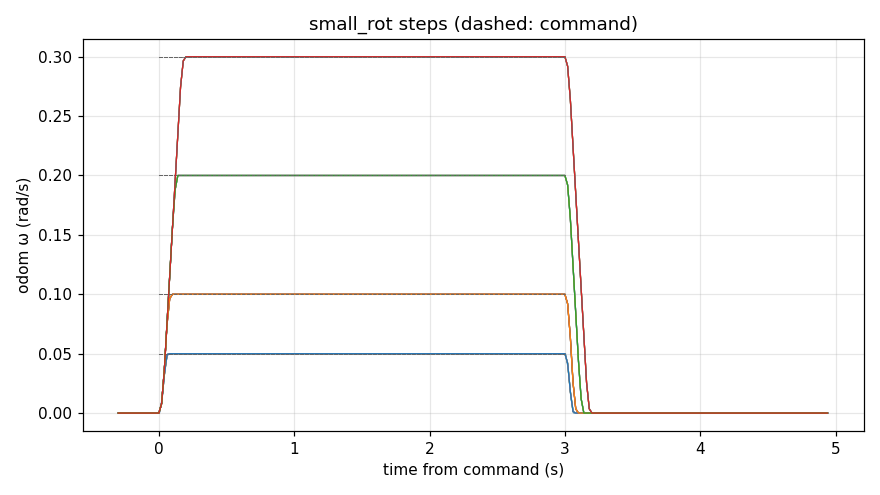 small_rot steps (dashed: command)
odom ω (rad/s)
0.30
0.25
0.20
0.15
0.10
0.05
0.00
0 1 2 3 4 5
time from command (s)